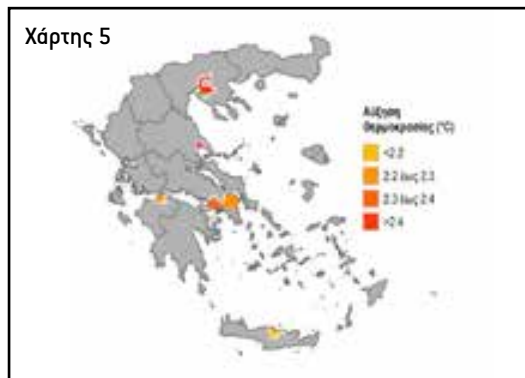 Χάρτης 5
Αύξηση
Θερμοκρασίας (°C)
<2.2
2.2 έως 2.3
2.3 έως 2.4
>2.4